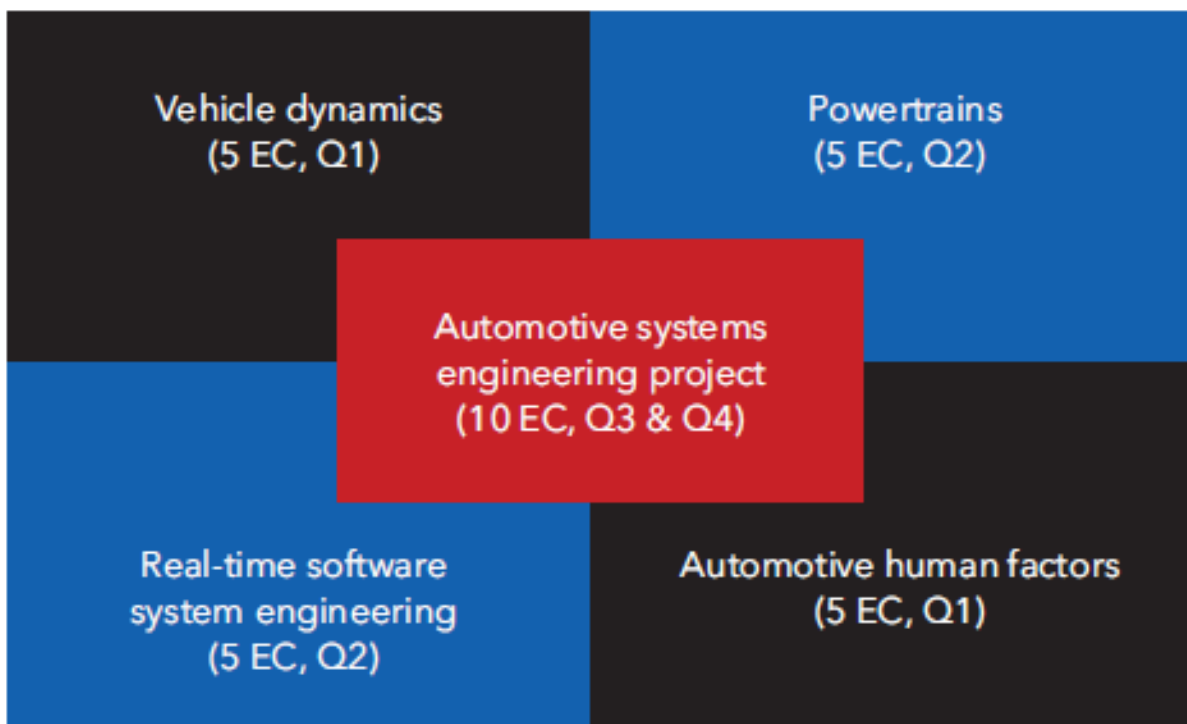 Vehicle dynamics
(5 EC, Q1)
Powertrains
(5 EC, Q2)
Automotive systems
engineering project
(10 EC, Q3 & Q4)
Real-time software
system engineering
(5 EC, Q2)
Automotive human factors
(5 EC, Q1)